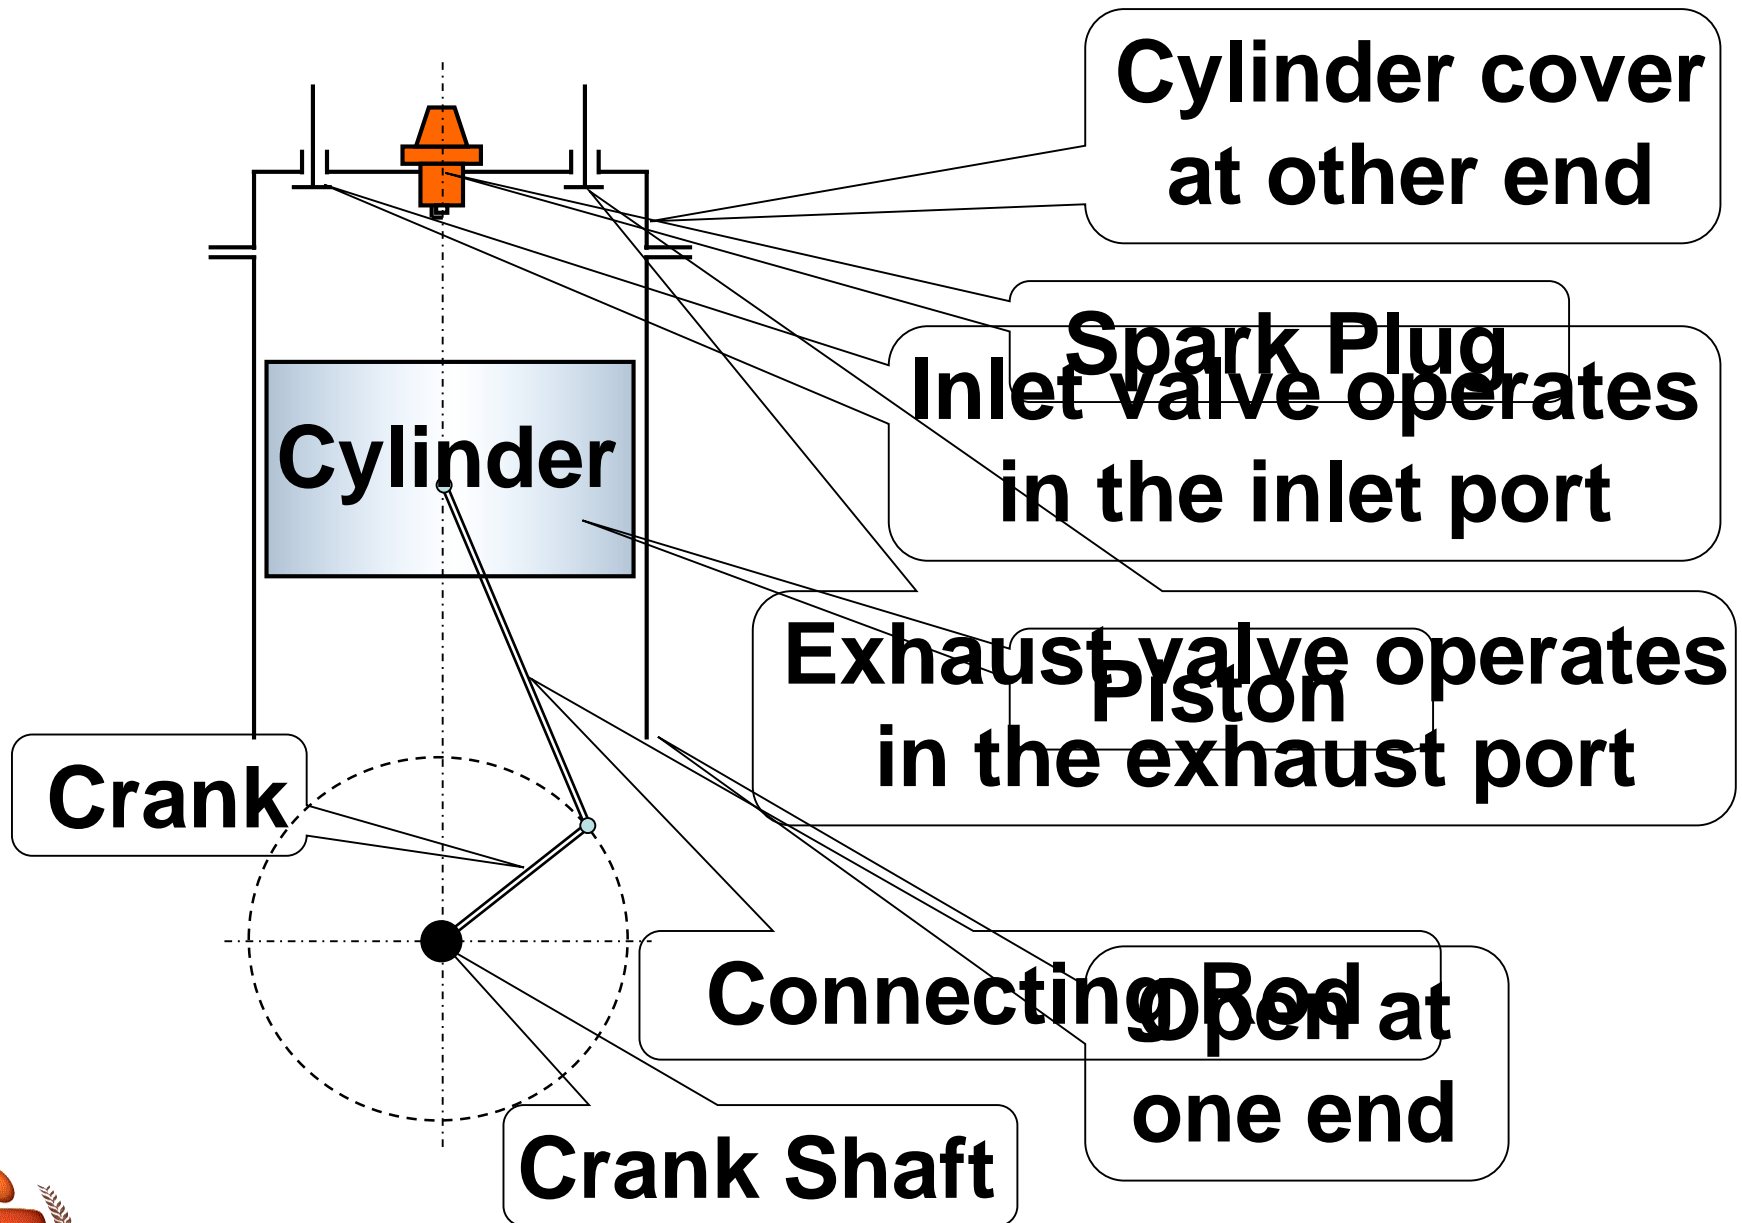 Cylinder cover
at other end
Spark Plug
Inlet valve operates
in the inlet port
Cylinder
Exhaust valve operates
in the exhaust port
Piston
Crank
Connecting Rod
Open at
one end
Crank Shaft